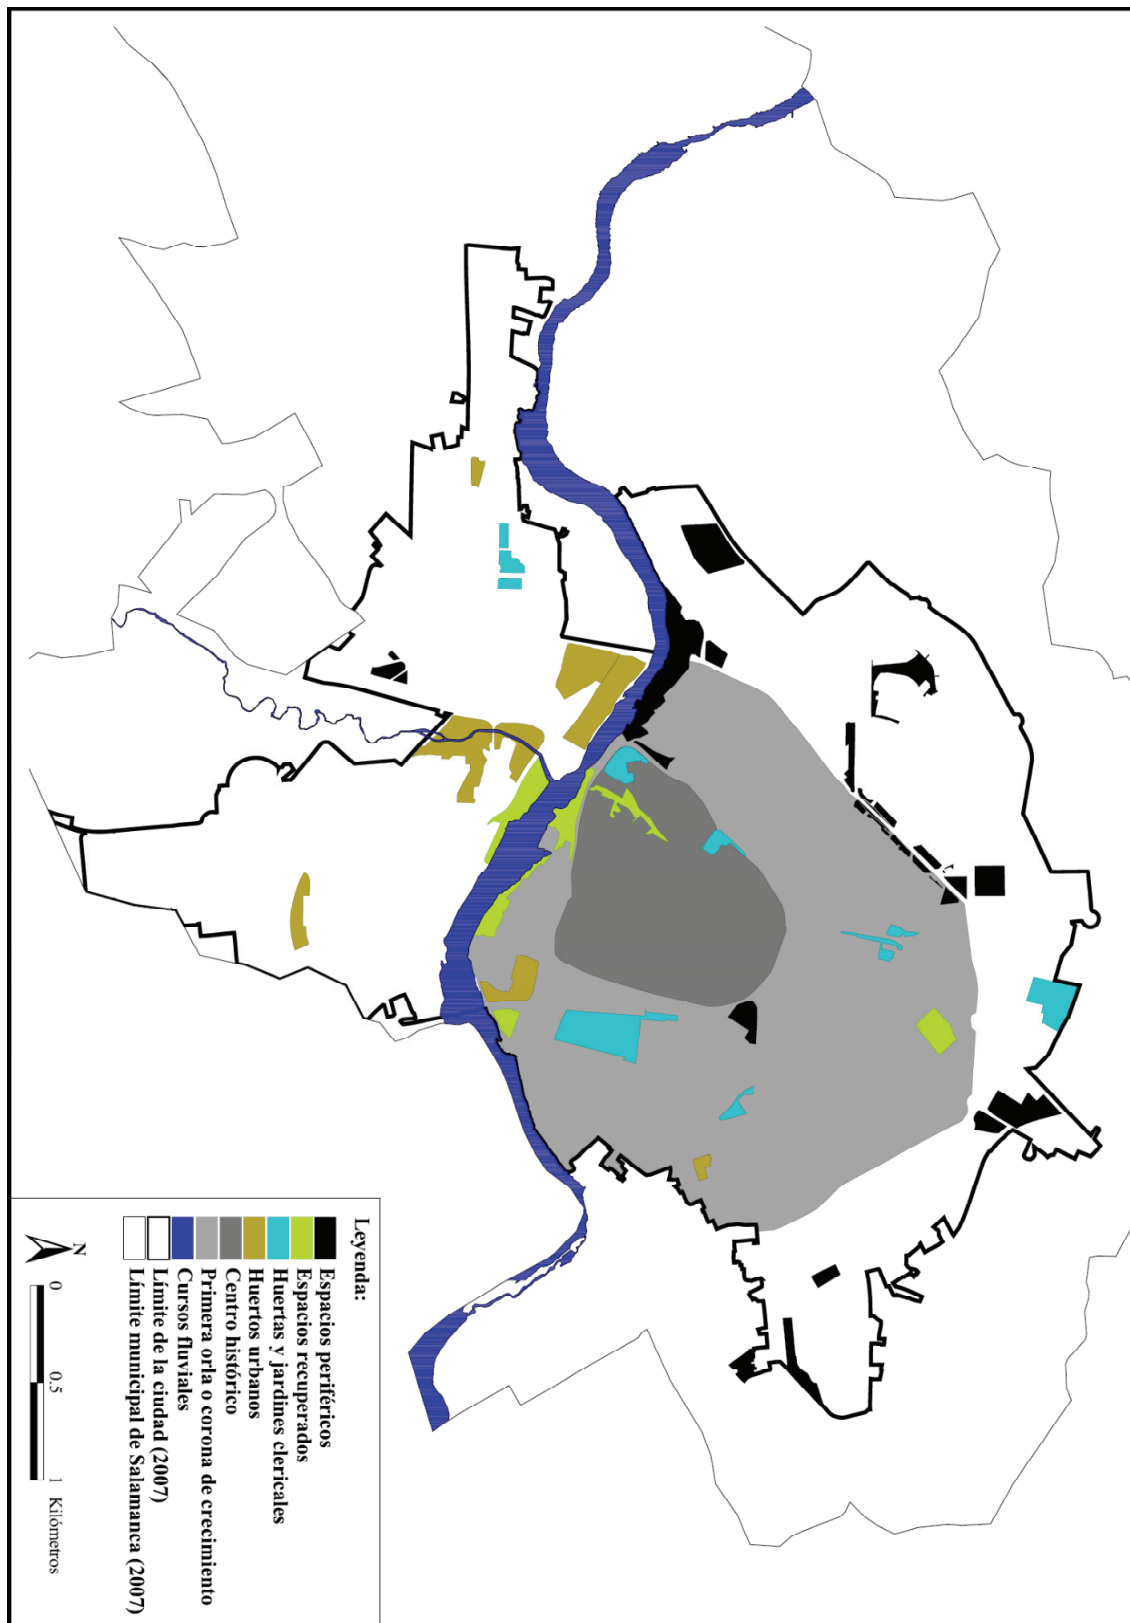 Leyenda:
Espacios periféricos
Espacios recuperados
Huertas y jardines clericales
Huertos urbanos
Centro histórico
Primera orla o corona de crecimiento
Cursos fluviales
Límite de la ciudad (2007)
Límite municipal de Salamanca (2007)
N
0 0.5 1 Kilómetros